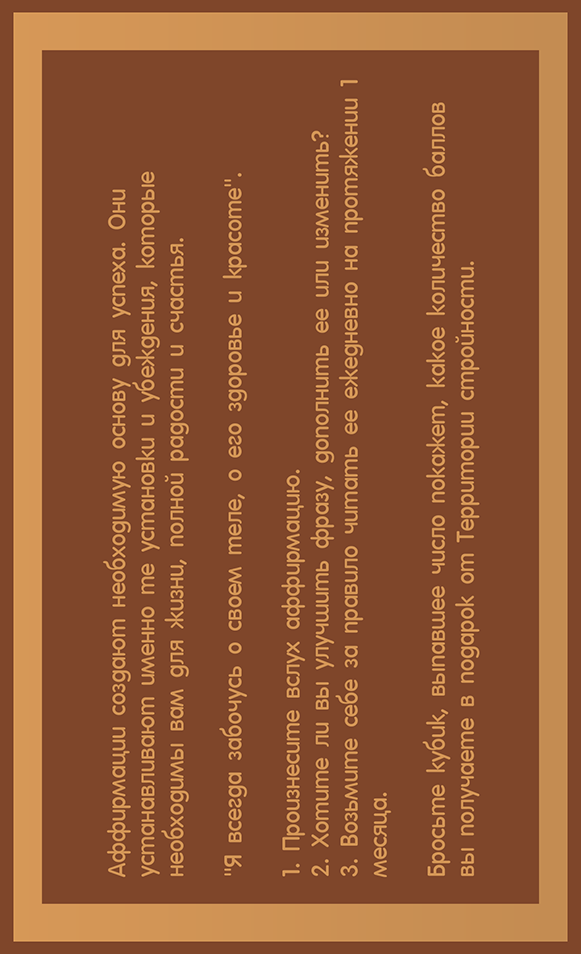 Аффирмации создают необходимую основу для успеха. Они
устанавливают именно те установки и убеждения, которые
необходимы вам для жизни, полной радости и счастья.
"Я всегда забочусь о своем теле, о его здоровье и красоте".
1. Произнесите вслух аффирмацию.
2. Хотите ли вы улучшить фразу, дополнить ее или изменить?
3. Возьмите себе за правило читать ее ежедневно на протяжении 1
месяца.
Бросьте кубик, выпавшее число покажет, какое количество баллов
вы получаете в подарок от Территории стройности.